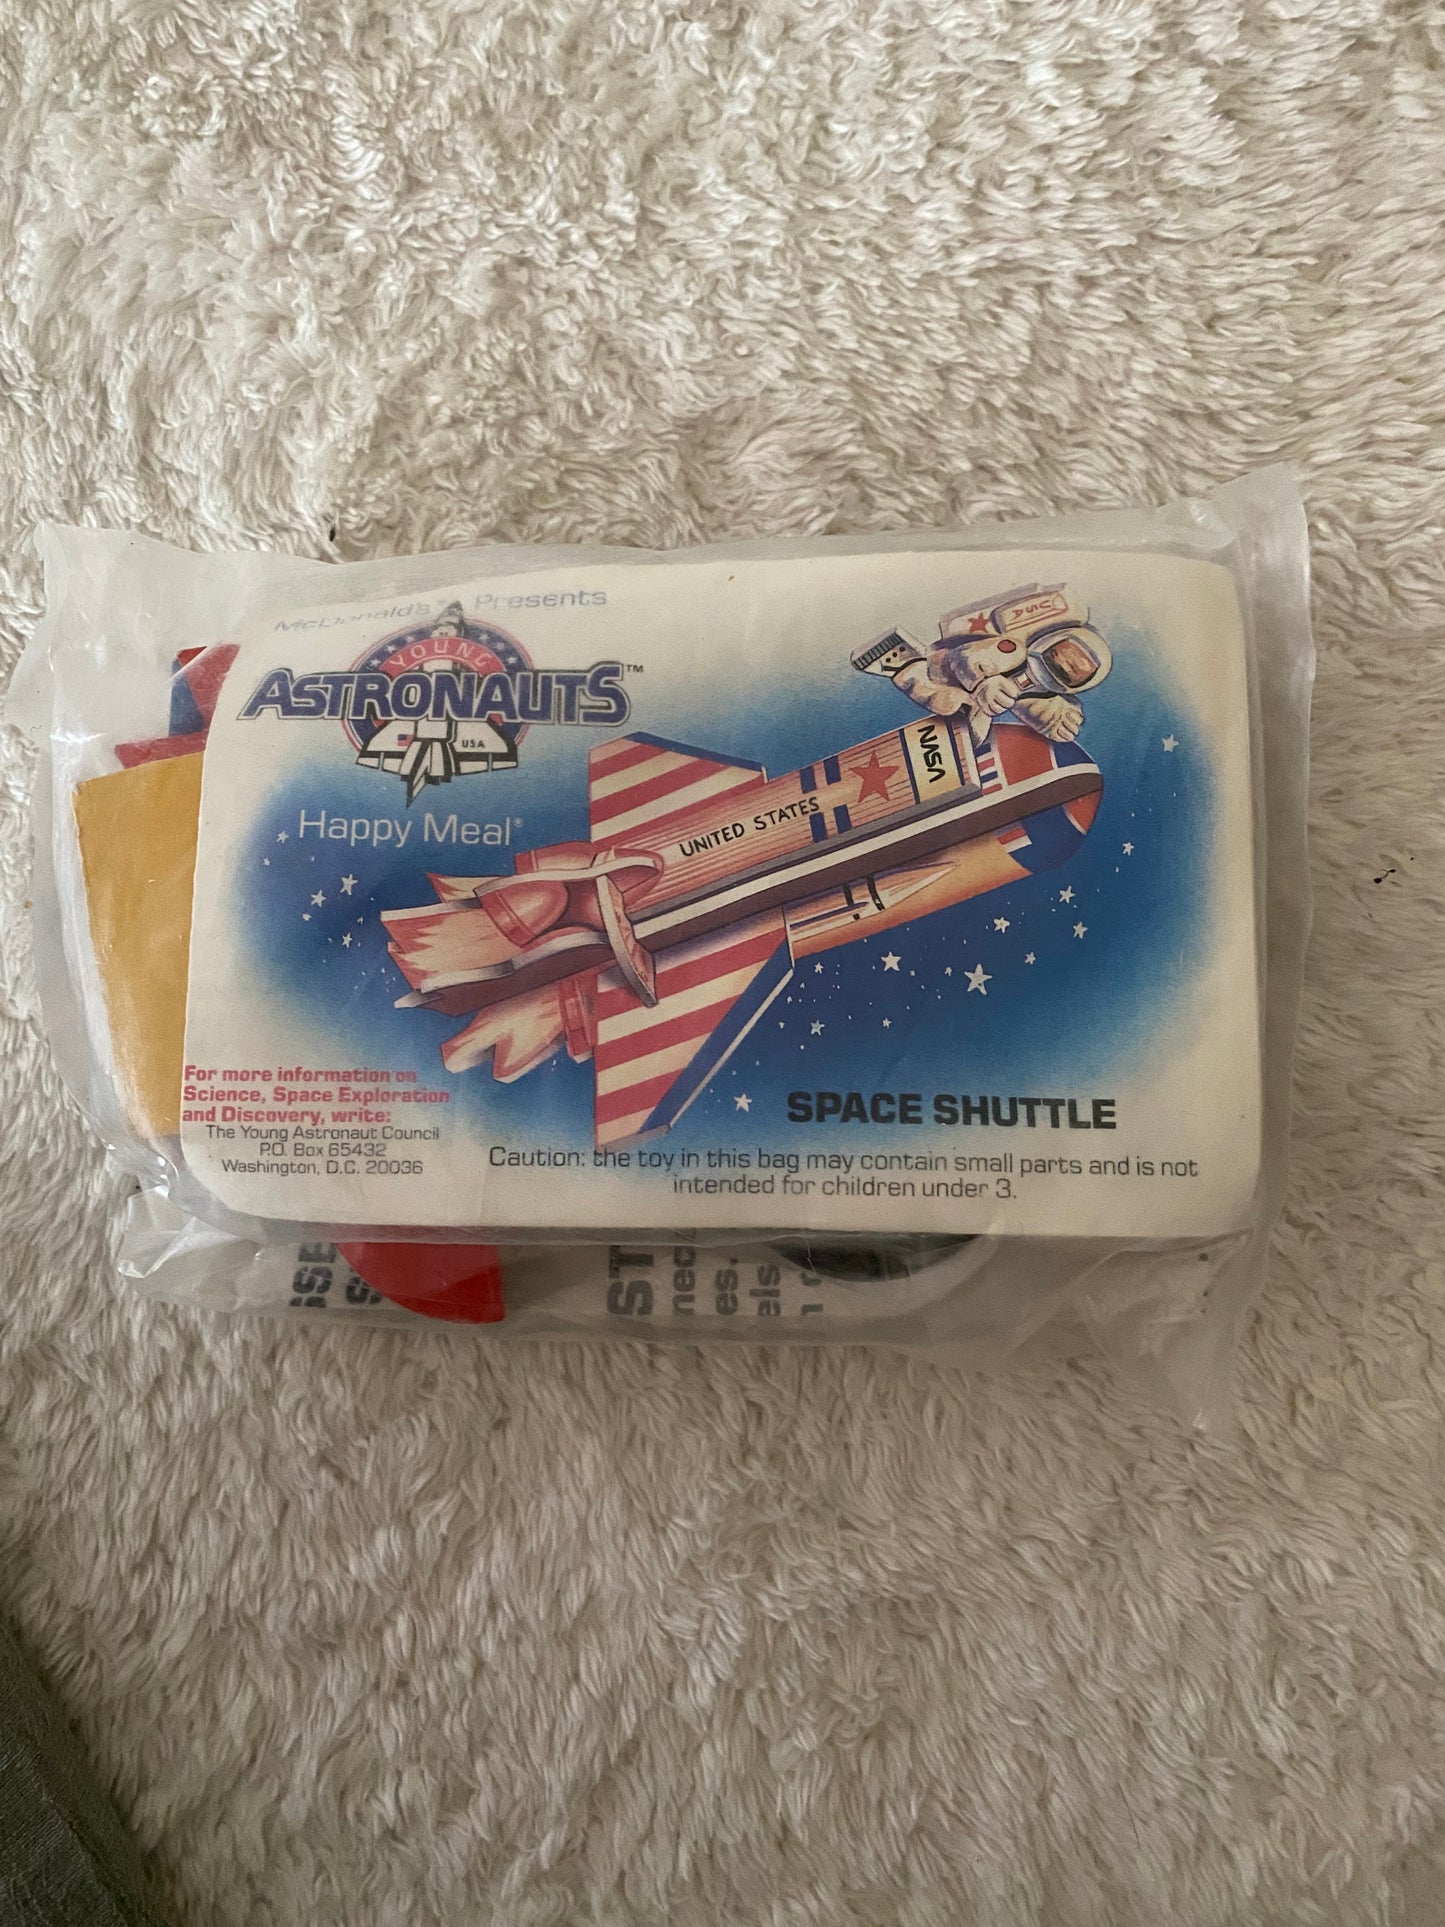 McDonald's Presents
YOUNG
ASTRONAUTS™
USA
Happy Meal®
USA
NASA
UNITED STATES
For more information on
Science, Space Exploration
and Discovery, write:
The Young Astronaut Council
P.O. Box 65432
Washington, D.C. 20036
SPACE SHUTTLE
Caution: the toy in this bag may contain small parts and is not
intended for children under 3.